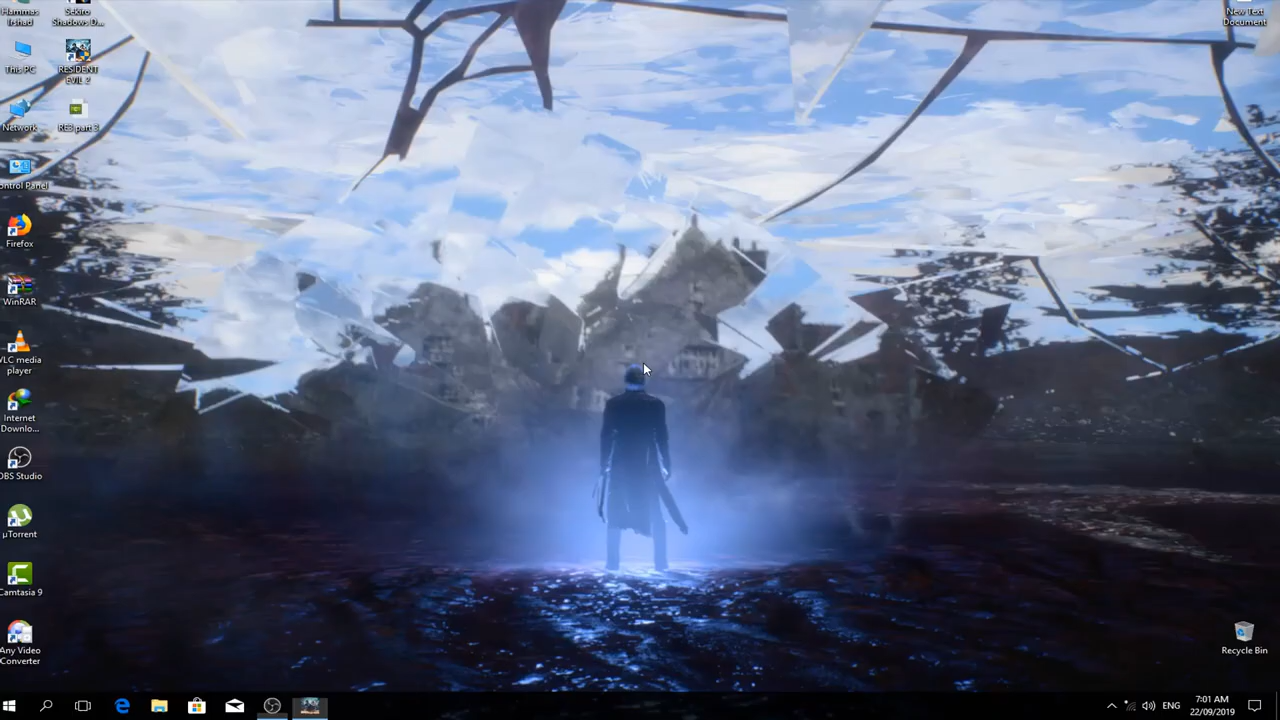 Hammas
Irshad
Sekiro
Shadows D...
New Text
Document
This PC
RESIDENT
EVIL 2
Network
RE3 part 3
ontrol Panel
Firefox
WinRAR
VLC media
player
Internet
Downlo...
OBS Studio
µTorrent
Camtasia 9
Any Video
Converter
Recycle Bin
ENG
7:01 AM
22/09/2019